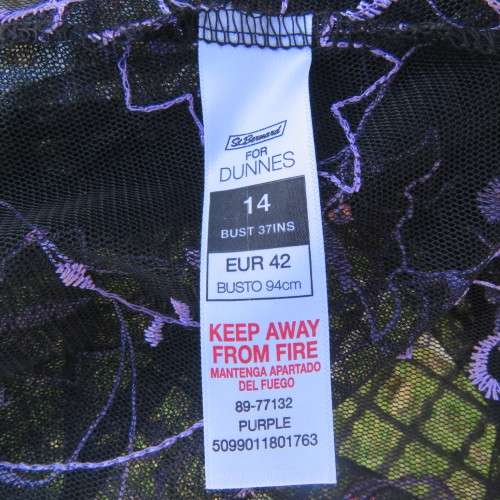 St. Bernard
FOR
DUNNES
14
BUST 37INS
EUR 42
BUSTO 94cm
KEEP AWAY
FROM FIRE
MANTENGA APARTADO
DEL FUEGO
89-77132
PURPLE
5099011801763